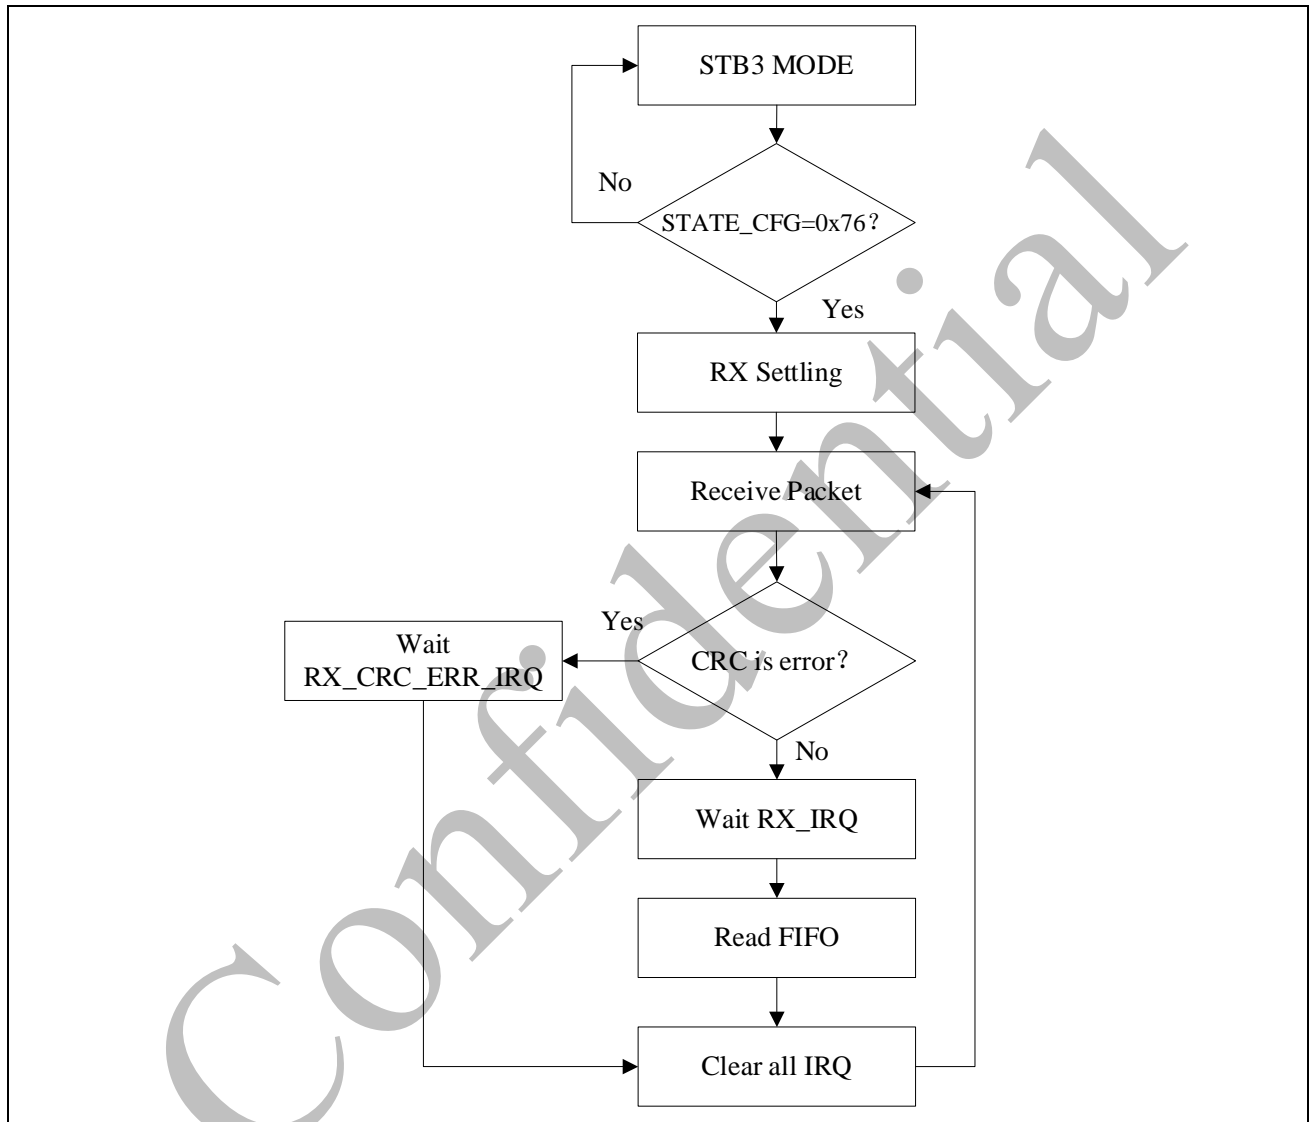 STB3 MODE
No
STATE_CFG=0x76？
Yes
RX Settling
Receive Packet
Yes
Wait
RX_CRC_ERR_IRQ
CRC is error？
No
Wait RX_IRQ
Read FIFO
Clear all IRQ
Confidential